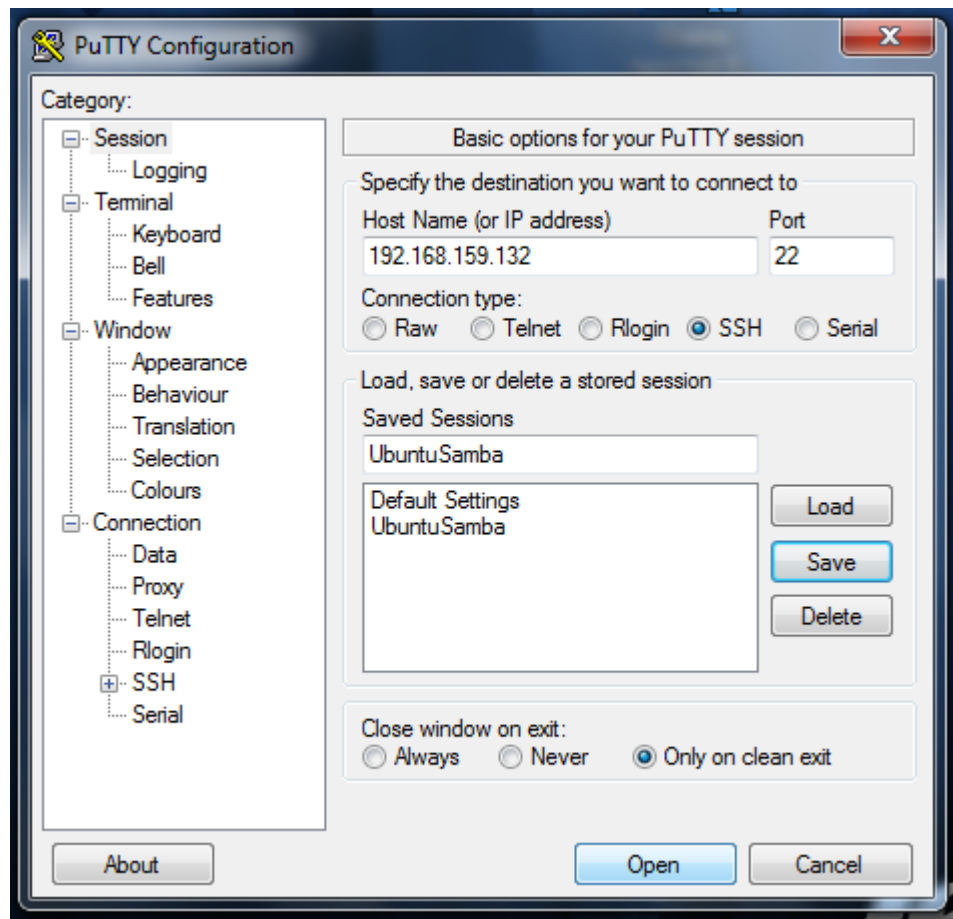 PuTTY Configuration
Category:
Session
Logging
Terminal
Keyboard
Bell
Features
Window
Appearance
Behaviour
Translation
Selection
Colours
Connection
Data
Proxy
Telnet
Rlogin
SSH
Serial
Basic options for your PuTTY session
Specify the destination you want to connect to
Host Name (or IP address) Port
192.168.159.132 22
Connection type:
Raw Telnet Rlogin SSH Serial
Load, save or delete a stored session
Saved Sessions
UbuntuSamba
Default Settings
UbuntuSamba
Load
Save
Delete
Close window on exit:
Always Never Only on clean exit
About Open Cancel